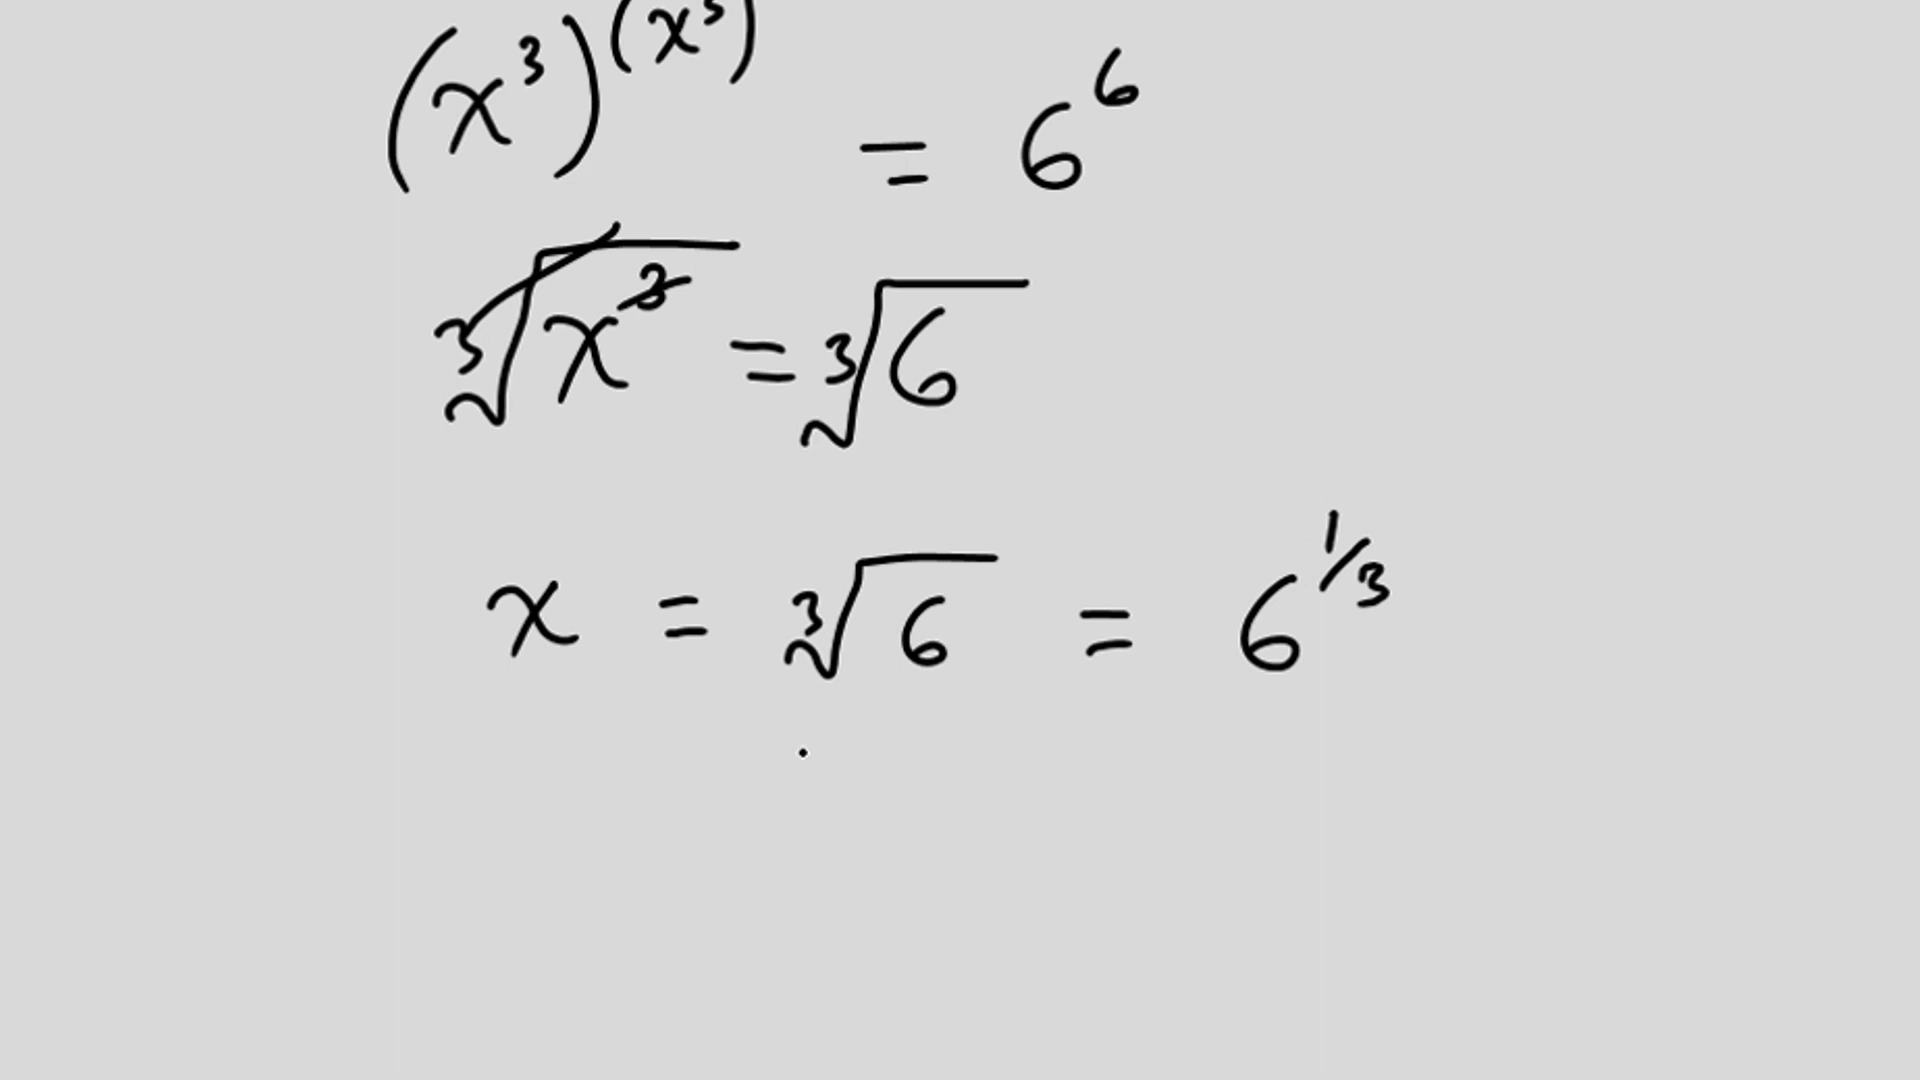 (x³)^(x³) = 6⁶
∛x³ = ∛6
x = ∛6 = 6^1/3